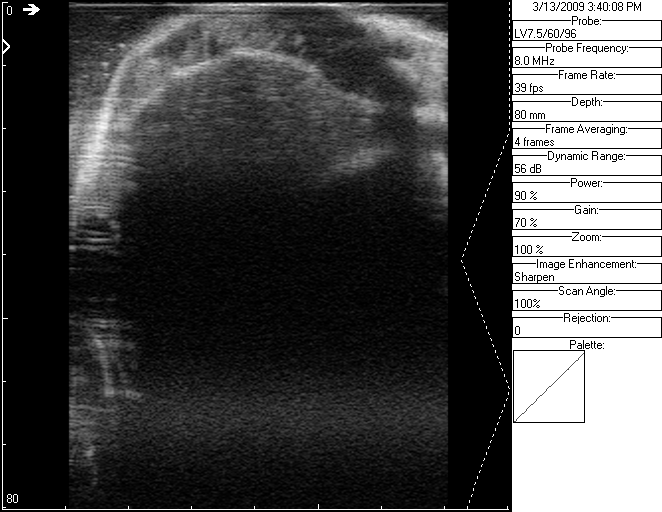 0
80
3/13/2009 3:40:08 PM
Probe:
LV7.5/60/96
Probe Frequency:
8.0 MHz
Frame Rate:
39 fps
Depth:
80 mm
Frame Averaging:
4 frames
Dynamic Range:
56 dB
Power:
90 %
Gain:
70 %
Zoom:
100 %
Image Enhancement:
Sharpen
Scan Angle:
100%
Rejection:
0
Palette: